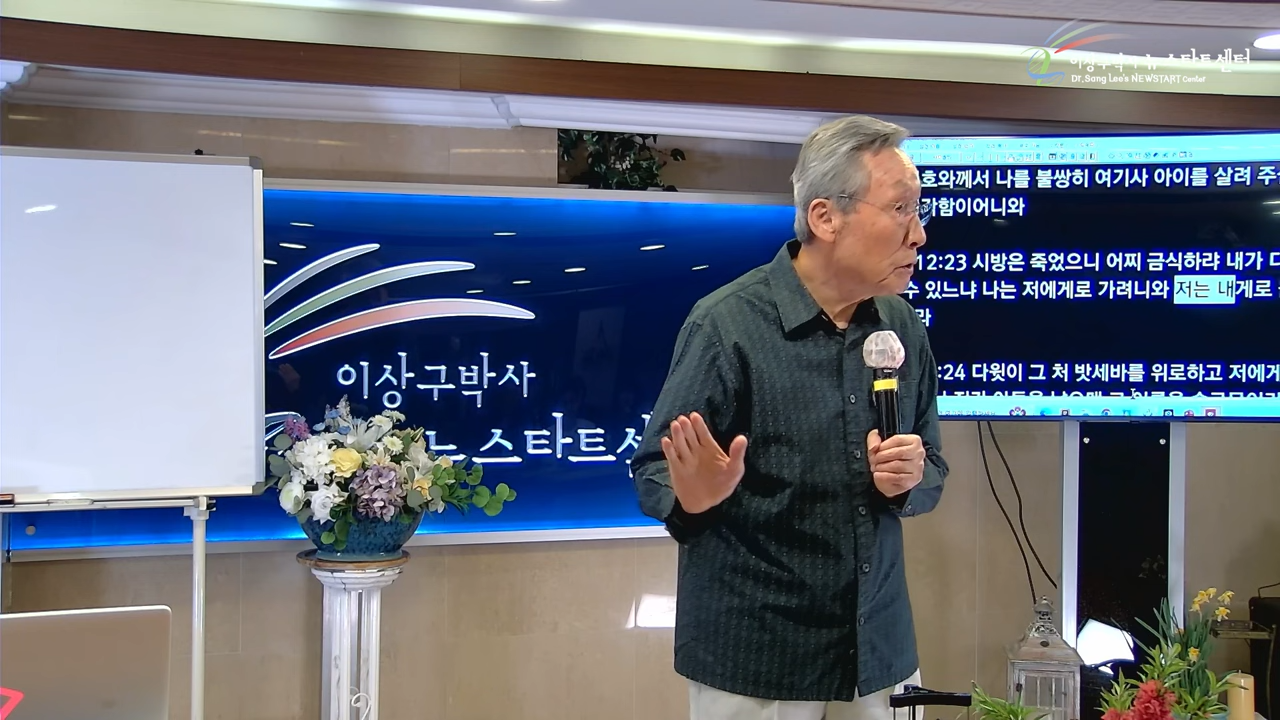 이상구박사 뉴스타트센터
Dr. Sang Lee's NEWSTART Center
호와께서 나를 불쌍히 여기사 아이를 살려
각함이어니와
12:23 시방은 죽었으니 어찌 금식하랴 내가
수 있느냐 나는 저에게로 가려니와 저는 내게로
라
:24 다윗이 그 처 밧세바를 위로하고 저에게
이상구박사
뉴스타트센